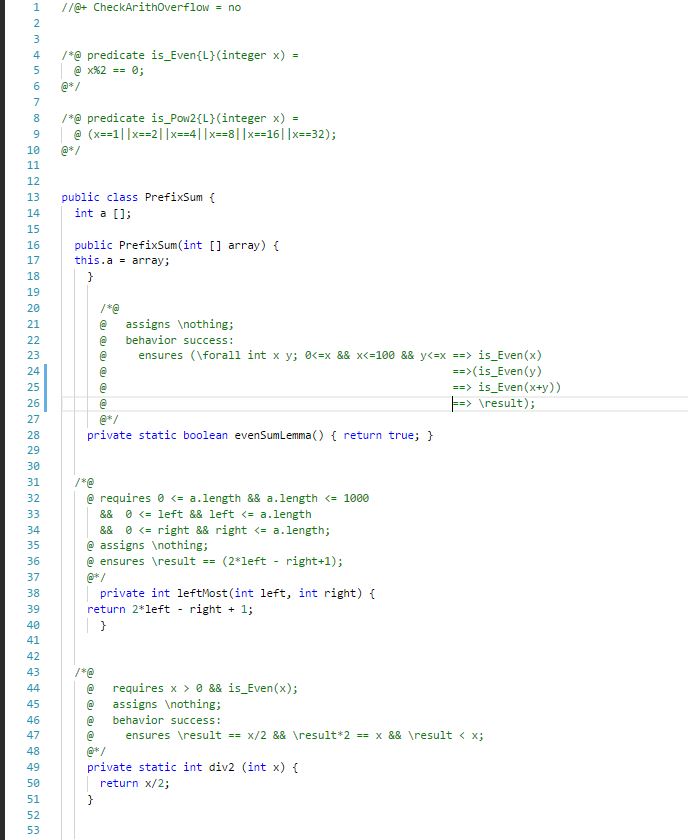 1 //@+ CheckArithOverflow = no
2
3
4 /*@ predicate is_Even{L}(integer x) =
5 @ x%2 == 0;
6 @*/
7
8 /*@ predicate is_Pow2{L}(integer x) =
9 @ (x==1||x==2||x==4||x==8||x==16||x==32);
10 @*/
11
12
13 public class PrefixSum {
14 int a [];
15
16 public PrefixSum(int [] array) {
17 this.a = array;
18 }
19
20 /*@
21 @ assigns \nothing;
22 @ behavior success:
23 @ ensures (\forall int x y; 0<=x && x<=100 && y<=x ==> is_Even(x)
24 @ ==>(is_Even(y)
25 @ ==> is_Even(x+y))
26 @ ==> \result);
27 @*/
28 private static boolean evenSumLemma() { return true; }
29
30
31 /*@
32 @ requires 0 <= a.length && a.length <= 1000
33 && 0 <= left && left <= a.length
34 && 0 <= right && right <= a.length;
35 @ assigns \nothing;
36 @ ensures \result == (2*left - right+1);
37 @*/
38 private int leftMost(int left, int right) {
39 return 2*left - right + 1;
40 }
41
42
43 /*@
44 @ requires x > 0 && is_Even(x);
45 @ assigns \nothing;
46 @ behavior success:
47 @ ensures \result == x/2 && \result*2 == x && \result < x;
48 @*/
49 private static int div2 (int x) {
50 return x/2;
51 }
52
53